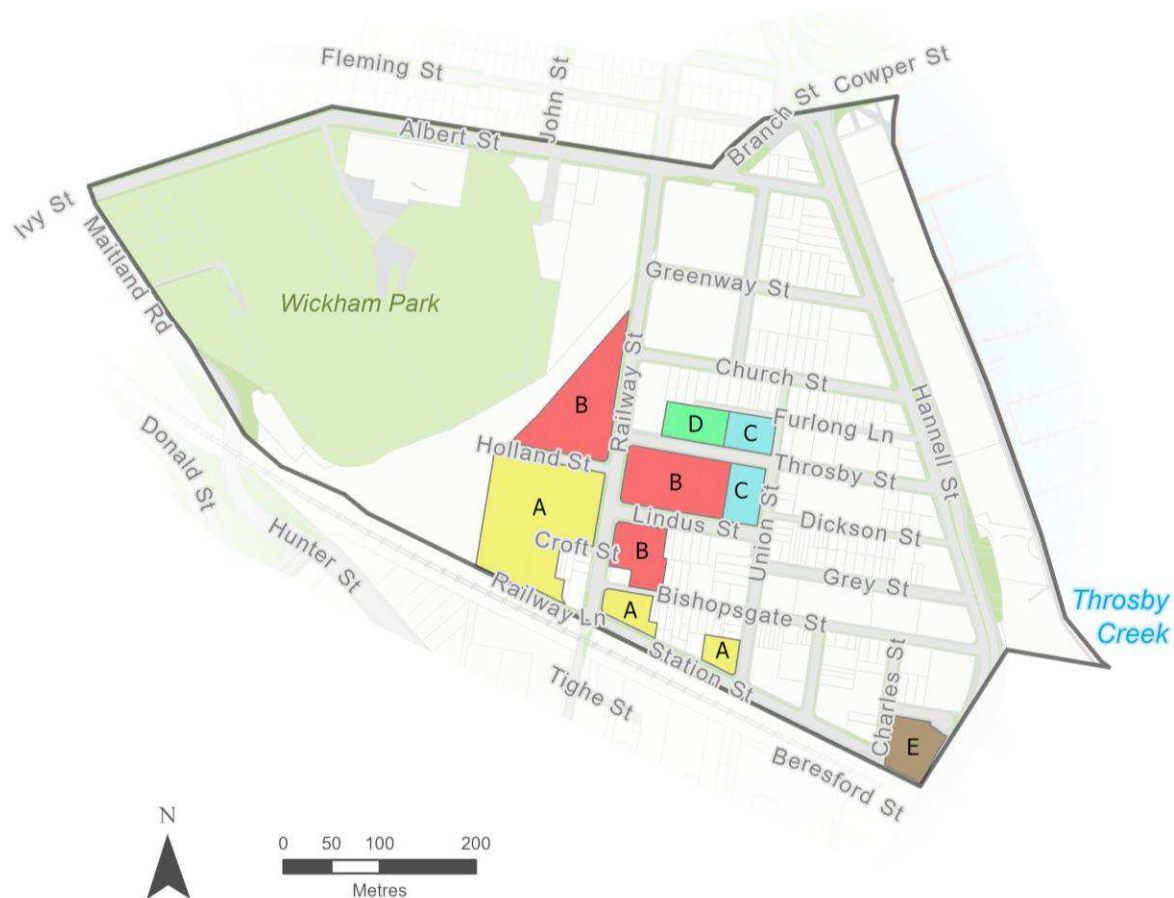 Fleming St
John St
Cowper St
Branch St
Albert St
Ivy St
Maitland Rd
Wickham Park
Greenway St
Railway St
Church St
Hannell St
B
D
C
Furlong Ln
Holland St
Throsby St
Donald St
B
C
A
Lindus St
Union St
Dickson St
Hunter St
Croft St
B
Grey St
Railway Ln
A
Bishopsgate St
Throsby
Creek
A
Station St
Tighe St
Charles St
E
Beresford St
N
0 50 100 200
Metres